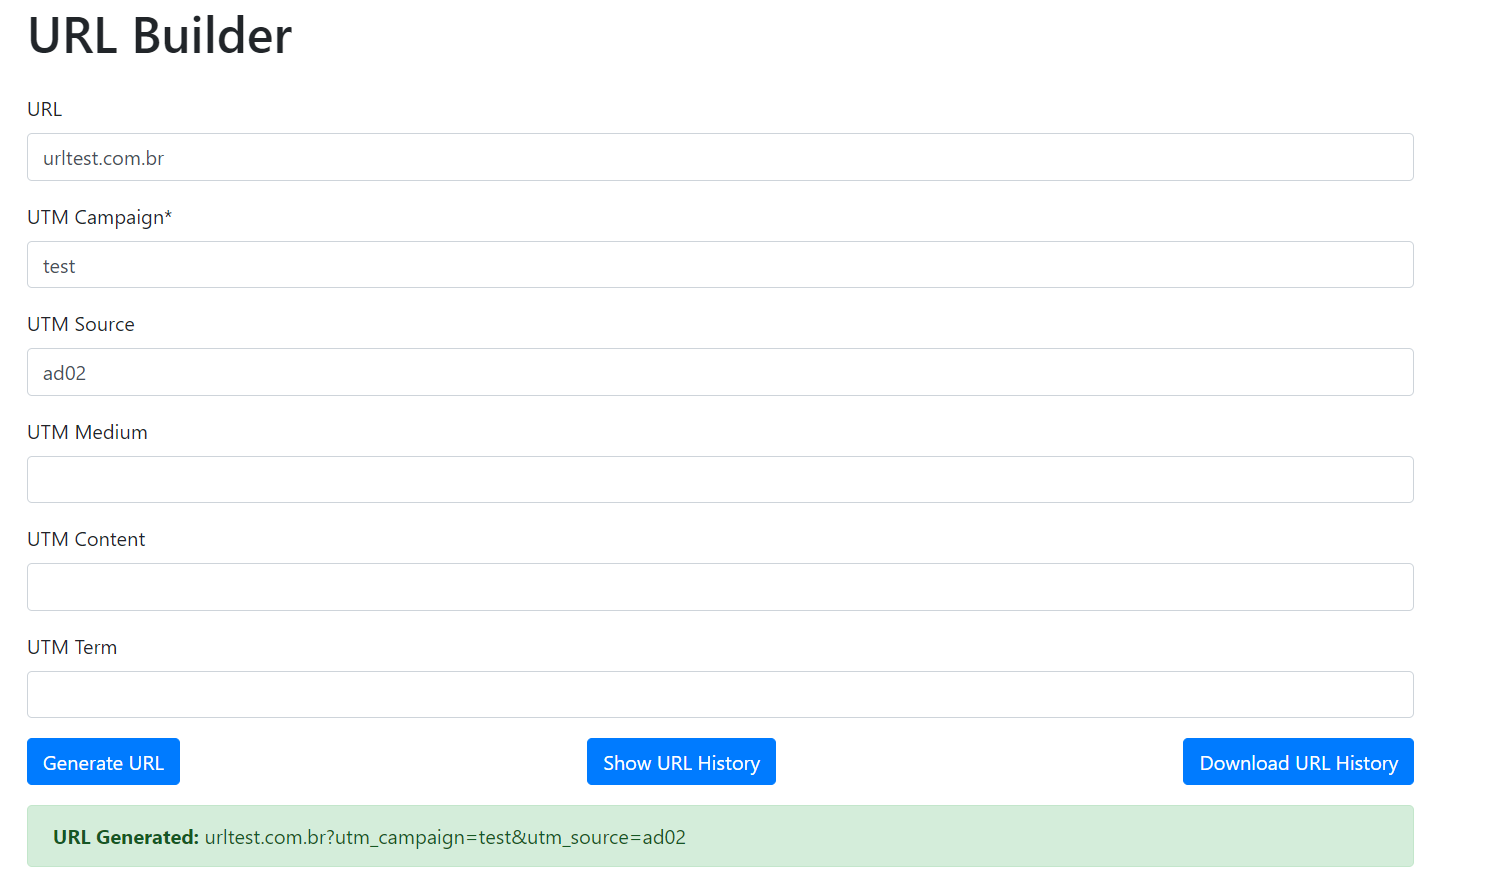 URL Builder
URL
urltest.com.br
UTM Campaign*
test
UTM Source
ad02
UTM Medium
UTM Content
UTM Term
Generate URL
Show URL History
Download URL History
URL Generated: urltest.com.br?utm_campaign=test&utm_source=ad02